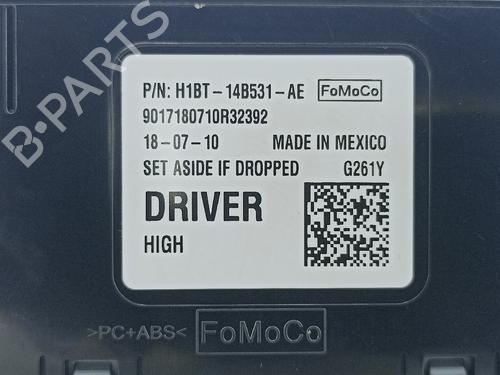 B-PARTS
P/N: H1BT-14B531-AE FoMoCo
9017180710R32392
18-07-10 MADE IN MEXICO
SET ASIDE IF DROPPED G261Y
DRIVER
HIGH
>PC+ABS< FoMoCo